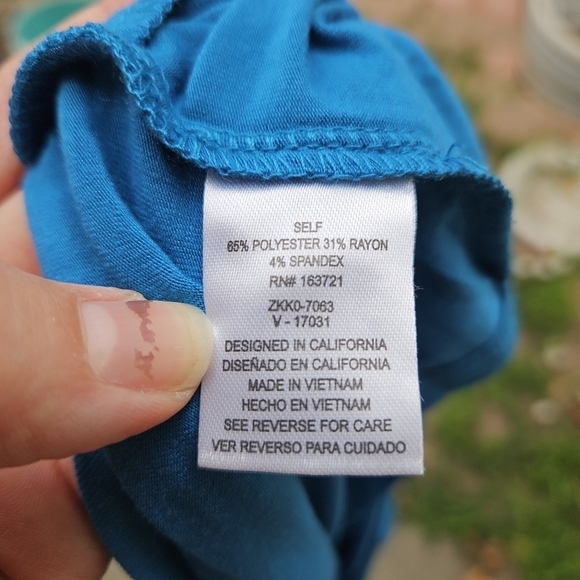 SELF
65% POLYESTER 31% RAYON
4% SPANDEX
RN# 163721
ZKK0-7063
V - 17031
DESIGNED IN CALIFORNIA
DISEÑADO EN CALIFORNIA
MADE IN VIETNAM
HECHO EN VIETNAM
SEE REVERSE FOR CARE
VER REVERSO PARA CUIDADO